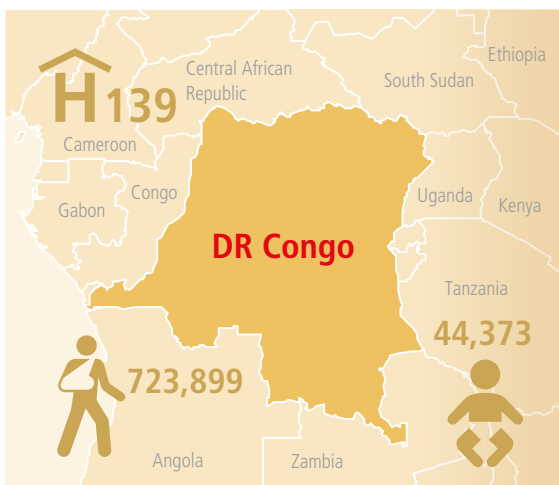 Ethiopia
Central African
Republic
South Sudan
H 139
Cameroon
Congo
Uganda
Gabon
Kenya
DR Congo
Tanzania
44,373
723,899
Angola
Zambia